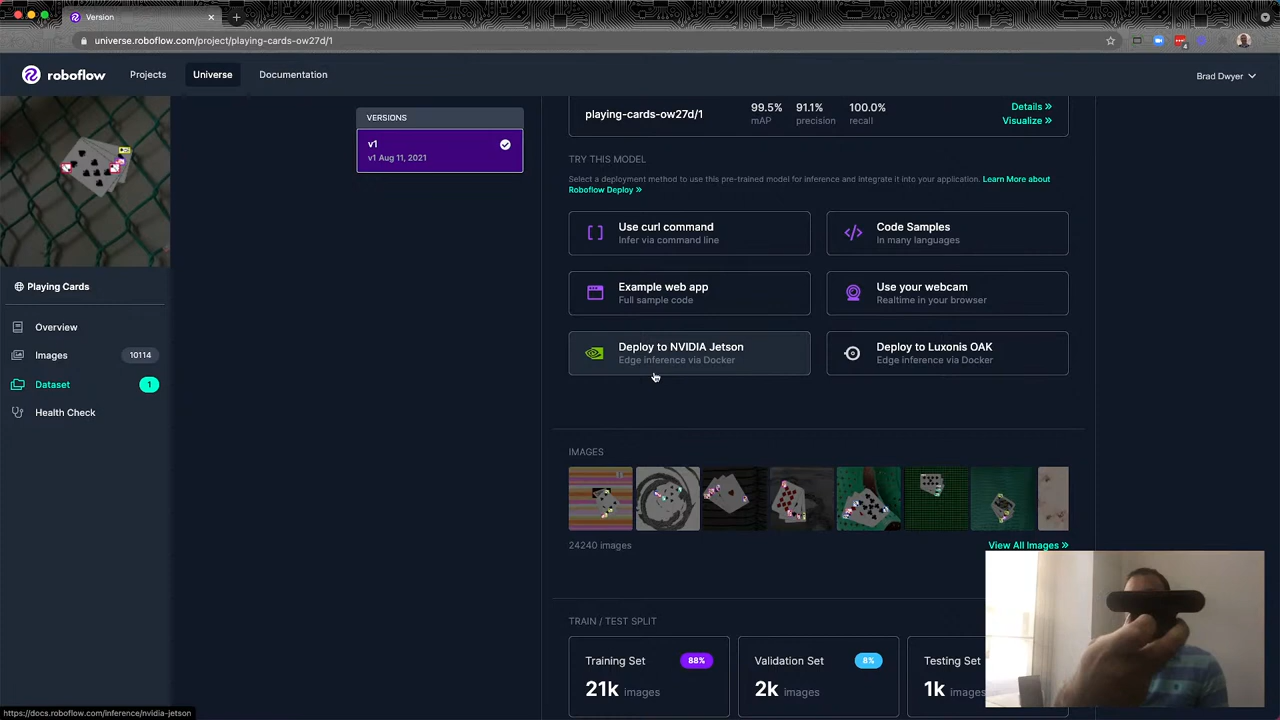 Version
universe.roboflow.com/project/playing-cards-ow27d/1
roboflow
Projects
Universe
Documentation
Brad Dwyer
VERSIONS
v1
v1 Aug 11, 2021
Playing Cards
Overview
Images 10114
Dataset 1
Health Check
playing-cards-ow27d/1
99.5% 91.1% 100.0%
mAP precision recall
Details »
Visualize »
TRY THIS MODEL
Select a deployment method to use this pre-trained model for inference and Integrate it into your application. Learn More about
Roboflow Deploy »
Use curl command
Infer via command line
Code Samples
In many languages
Example web app
Full sample code
Use your webcam
Realtime in your browser
Deploy to NVIDIA Jetson
Edge inference via Docker
Deploy to Luxonis OAK
Edge inference via Docker
IMAGES
24240 images
View All Images »
TRAIN / TEST SPLIT
Training Set 88%
21k images
Validation Set 8%
2k images
Testing Set
1k images
https://docs.roboflow.com/inference/nvidia-jetson